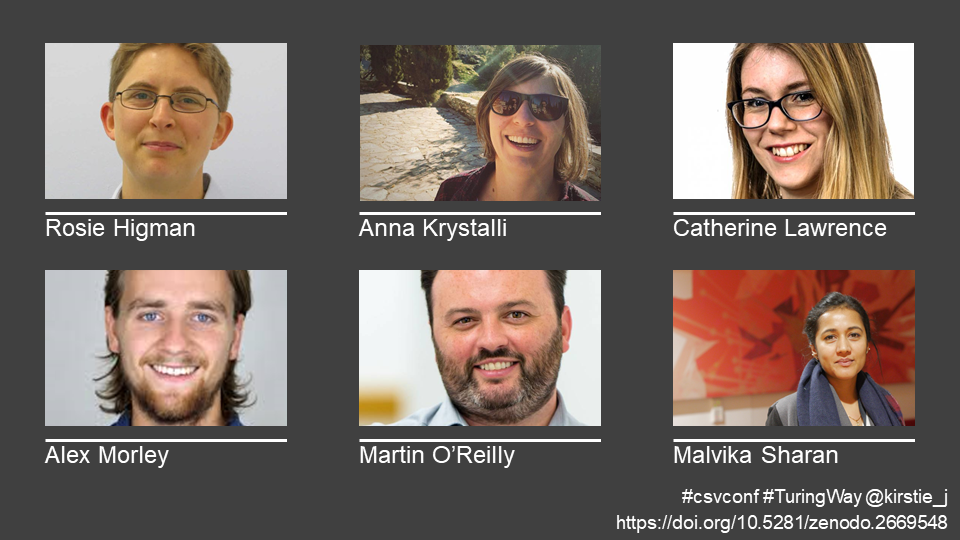 Rosie Higman
Anna Krystalli
Catherine Lawrence
Alex Morley
Martin O’Reilly
Malvika Sharan
#csvconf #TuringWay @kirstie_j
https://doi.org/10.5281/zenodo.2669548